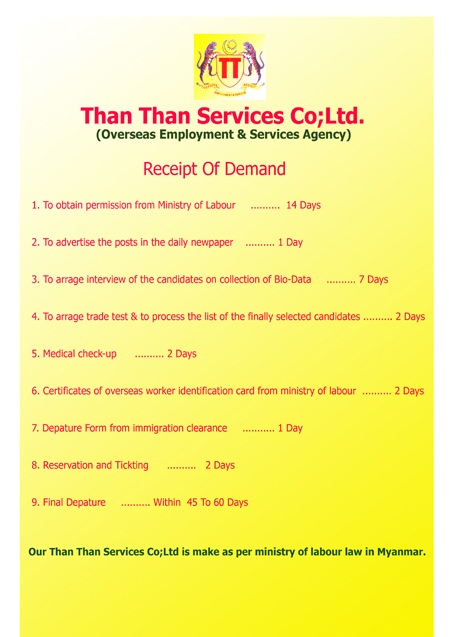 TT
Than Than Services Co;Ltd.
(Overseas Employment & Services Agency)
Receipt Of Demand
1. To obtain permission from Ministry of Labour .......... 14 Days
2. To advertise the posts in the daily newpaper .......... 1 Day
3. To arrage interview of the candidates on collection of Bio-Data .......... 7 Days
4. To arrage trade test & to process the list of the finally selected candidates .......... 2 Days
5. Medical check-up .......... 2 Days
6. Certificates of overseas worker identification card from ministry of labour .......... 2 Days
7. Depature Form from immigration clearance ........... 1 Day
8. Reservation and Tickting .......... 2 Days
9. Final Depature .......... Within 45 To 60 Days
Our Than Than Services Co;Ltd is make as per ministry of labour law in Myanmar.